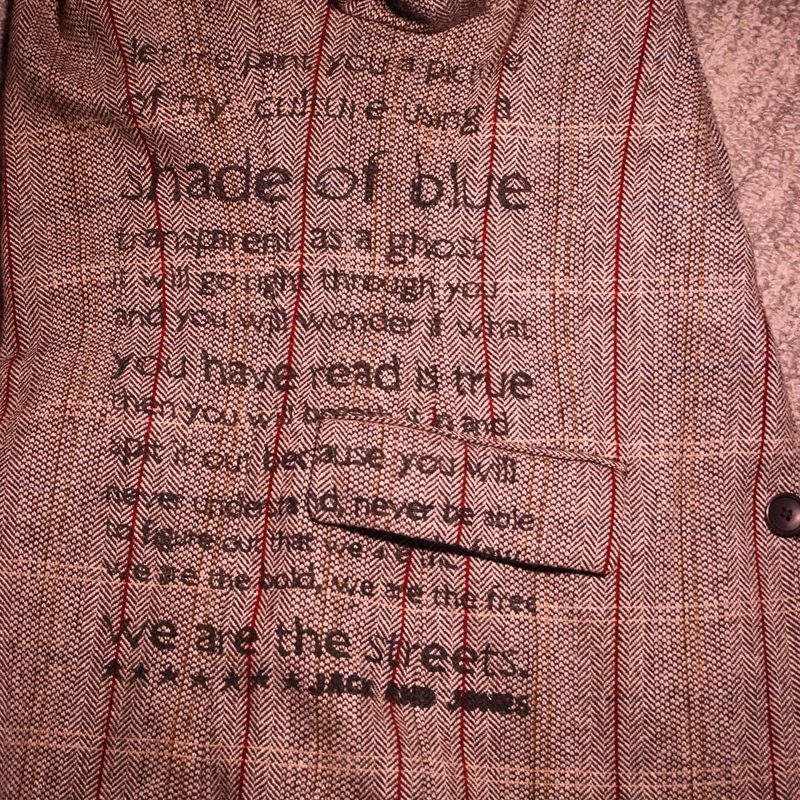 let me paint you a picture
of my culture using a
shade of blue
transparent as a ghost
it will go right through you
and you will wonder if what
you have read is true
then you will breath it in and
spit it out because you will
never understand, never be able
to figure out that we are the
we are the bold, we are the free
we are the streets.
★★★★★★★ JACK AND JONES